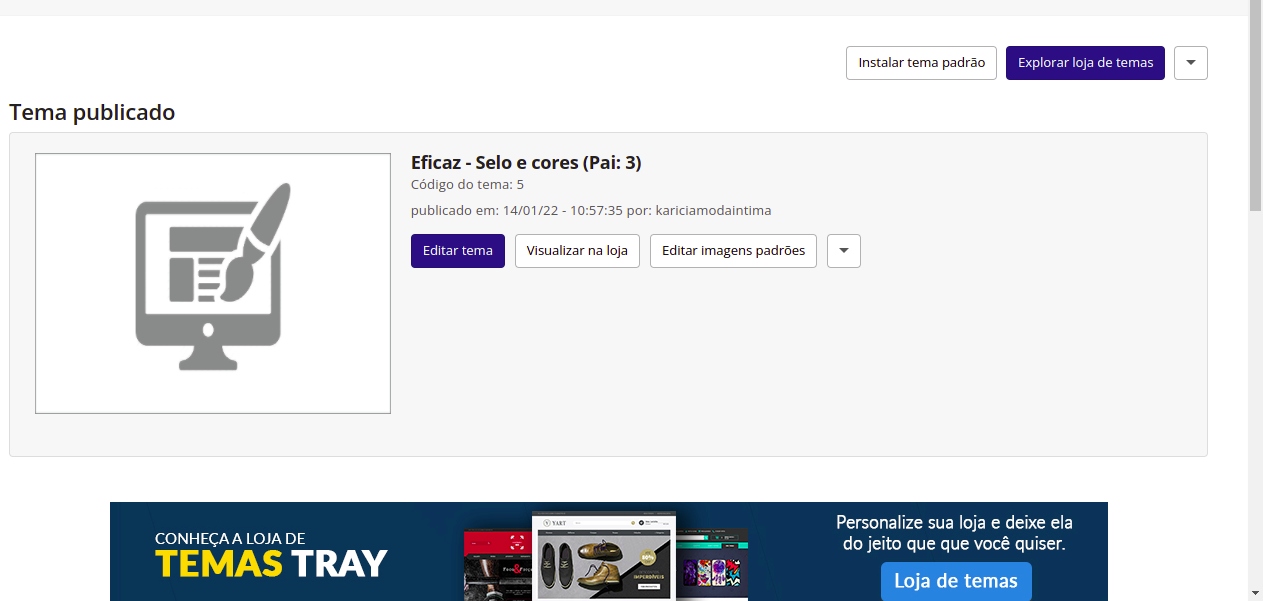 Instalar tema padrão
Explorar loja de temas
Tema publicado
Eficaz - Selo e cores (Pai: 3)
Código do tema: 5
publicado em: 14/01/22 - 10:57:35 por: kariciamodaintima
Editar tema
Visualizar na loja
Editar imagens padrões
CONHEÇA A LOJA DE
TEMAS TRAY
YART
80%
IMPERDÍVEIS
Personalize sua loja e deixe ela
do jeito que que você quiser.
Loja de temas